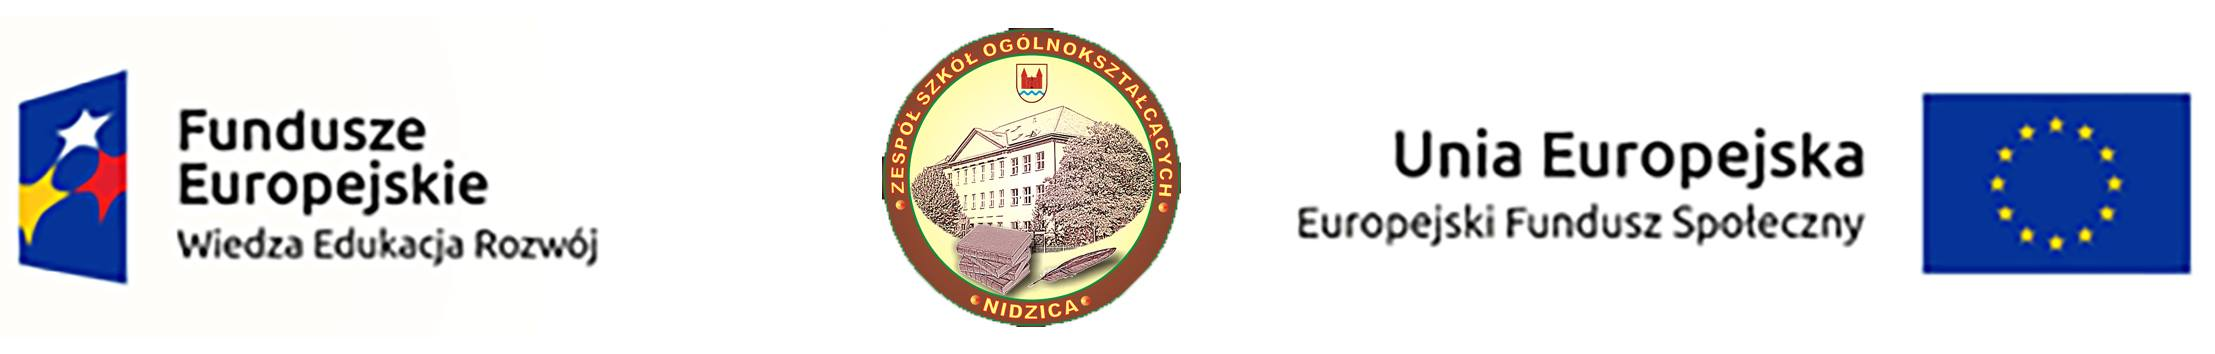 Fundusze
Europejskie
Wiedza Edukacja Rozwój
ZESPÓŁ SZKÓŁ OGÓLNOKSZTAŁCĄCYCH
NIDZICA
Unia Europejska
Europejski Fundusz Społeczny